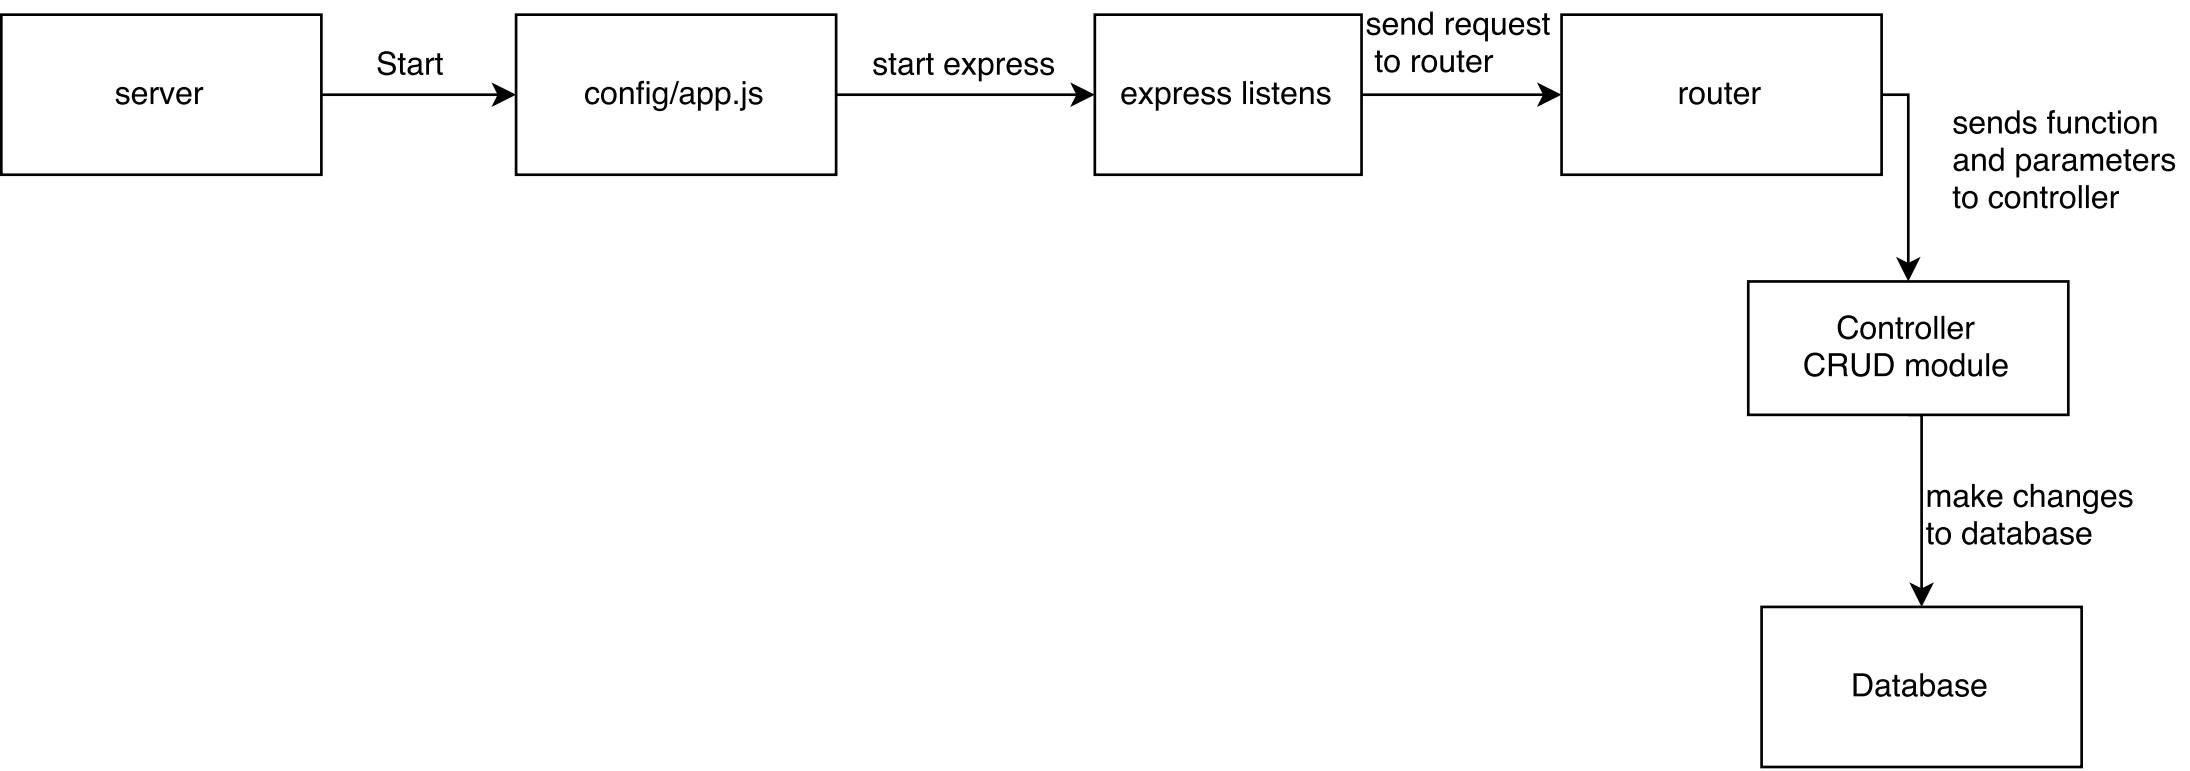 server
Start
config/app.js
start express
express listens
send request
to router
router
sends function
and parameters
to controller
Controller
CRUD module
make changes
to database
Database